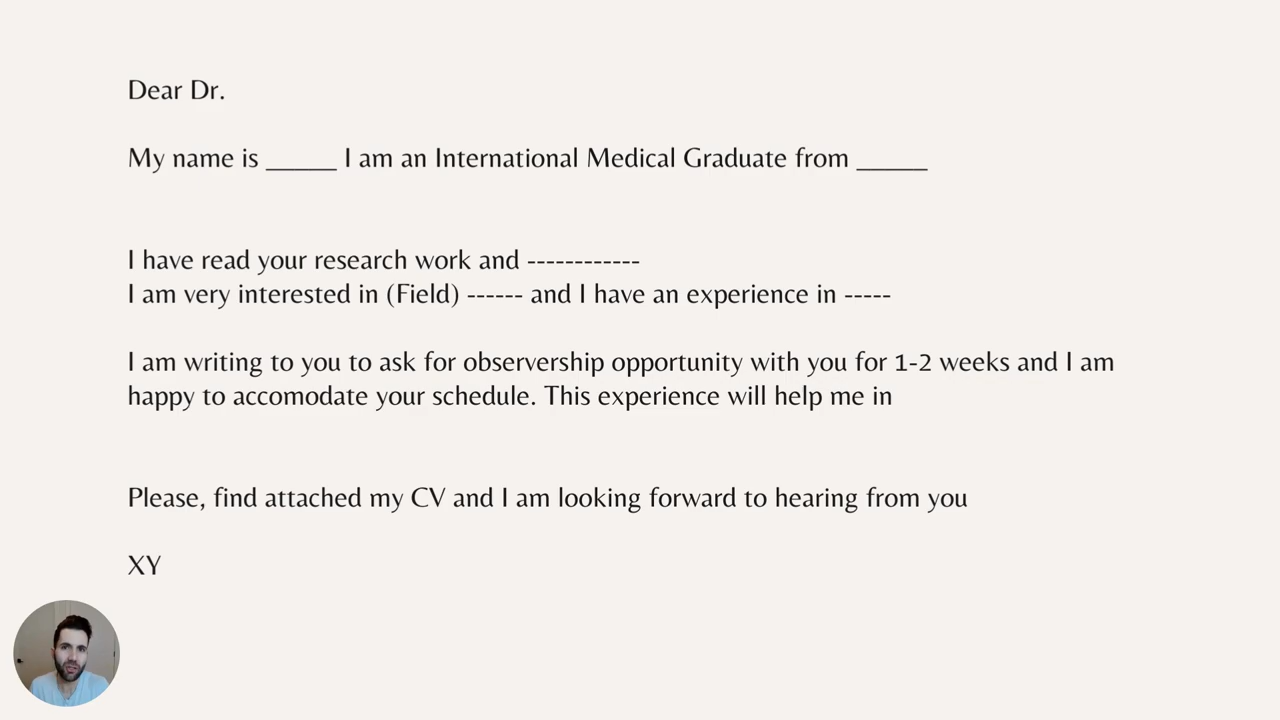 Dear Dr.
My name is _____ I am an International Medical Graduate from _____
I have read your research work and ------------
I am very interested in (Field) ------ and I have an experience in -----
I am writing to you to ask for observership opportunity with you for 1-2 weeks and I am
happy to accomodate your schedule. This experience will help me in
Please, find attached my CV and I am looking forward to hearing from you
XY